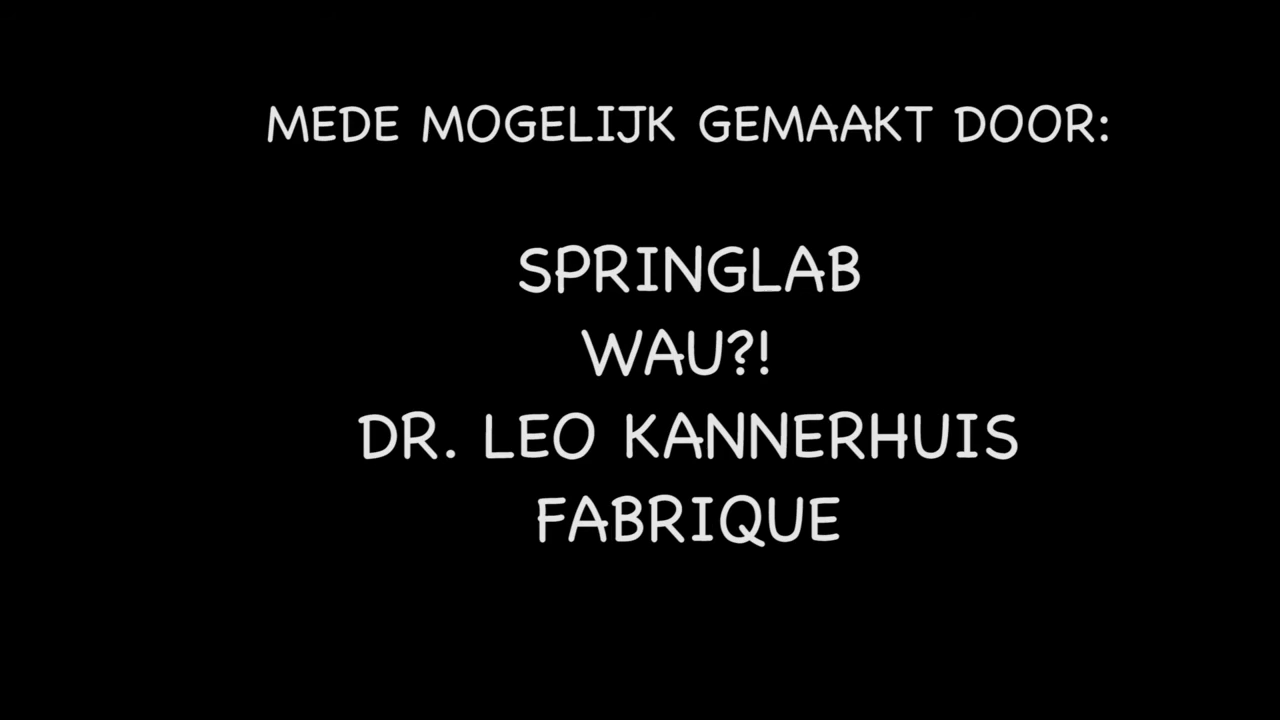 MEDE MOGELIJK GEMAAKT DOOR:
SPRINGLAB
WAU?!
DR. LEO KANNERHUIS
FABRIQUE